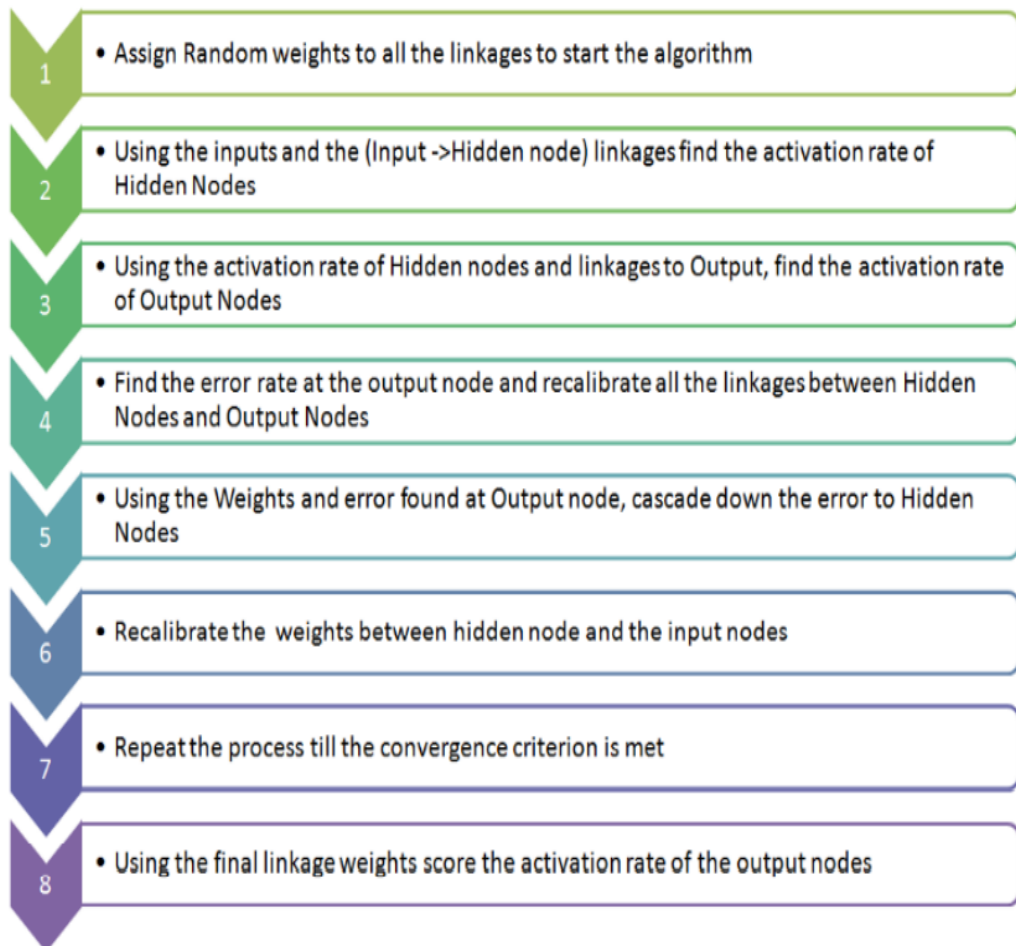 1
• Assign Random weights to all the linkages to start the algorithm
2
• Using the inputs and the (Input ->Hidden node) linkages find the activation rate of
Hidden Nodes
3
• Using the activation rate of Hidden nodes and linkages to Output, find the activation rate
of Output Nodes
4
• Find the error rate at the output node and recalibrate all the linkages between Hidden
Nodes and Output Nodes
5
• Using the Weights and error found at Output node, cascade down the error to Hidden
Nodes
6
• Recalibrate the weights between hidden node and the input nodes
7
• Repeat the process till the convergence criterion is met
8
• Using the final linkage weights score the activation rate of the output nodes